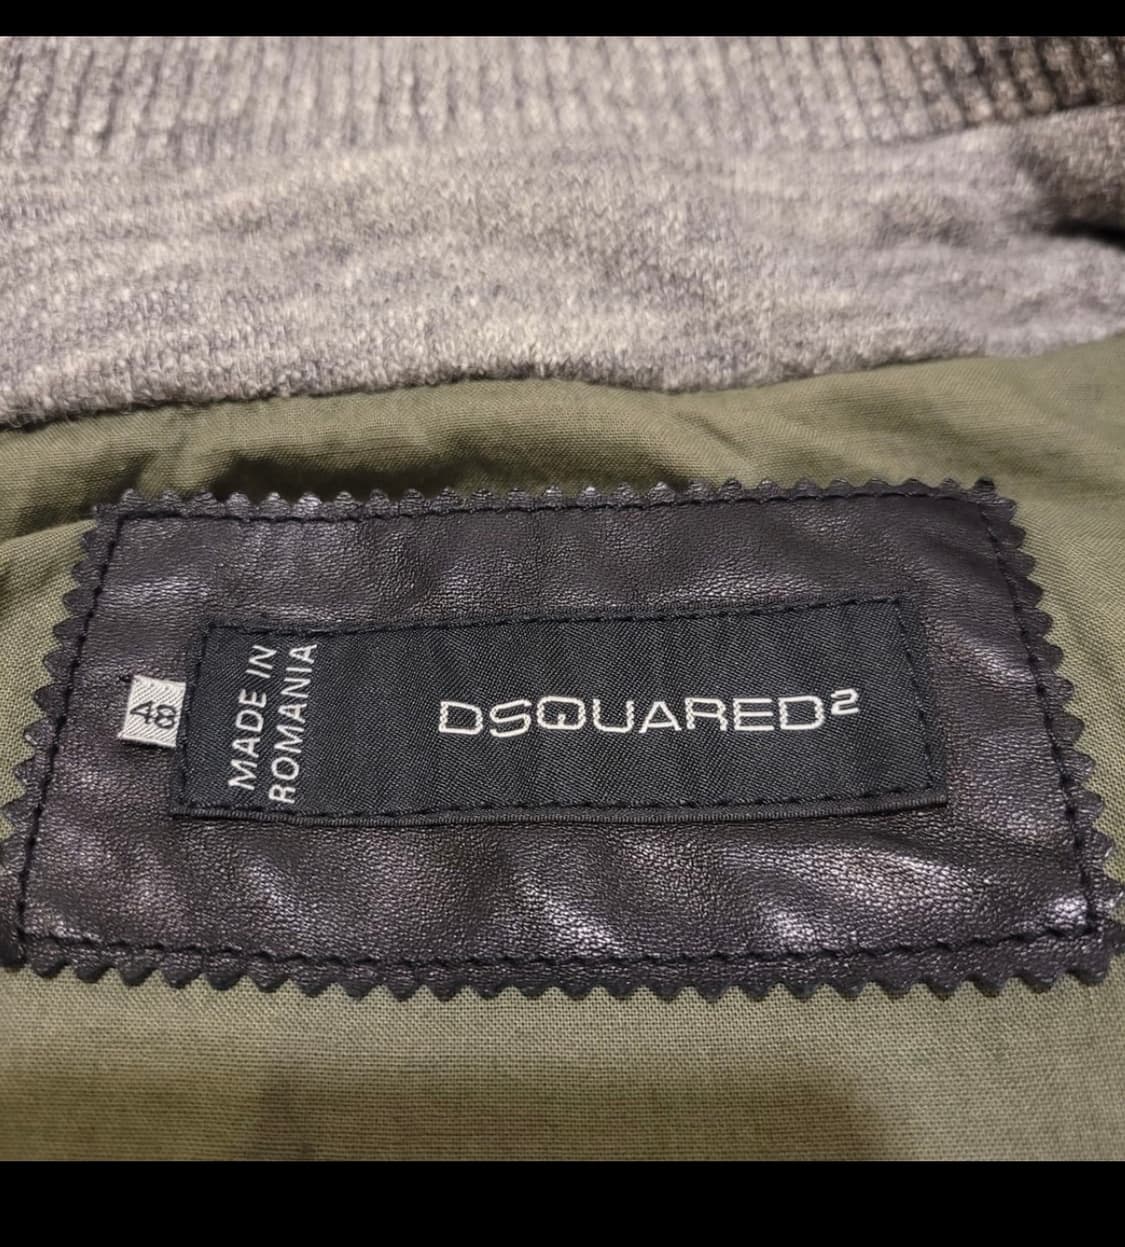 48
MADE IN
ROMANIA
DSQUARED²